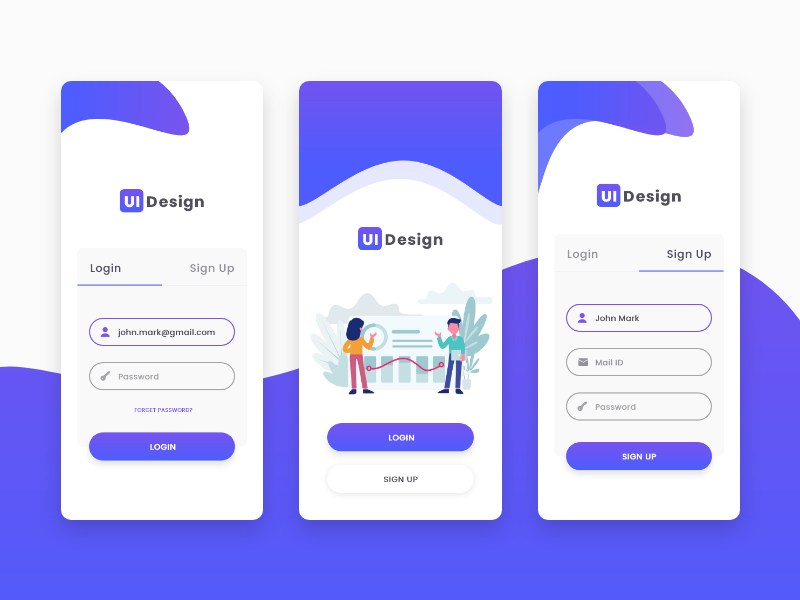 UI Design
Login Sign Up
john.mark@gmail.com
Password
FORGET PASSWORD?
LOGIN
UI Design
LOGIN
SIGN UP
UI Design
Login Sign Up
John Mark
Mail ID
Password
SIGN UP